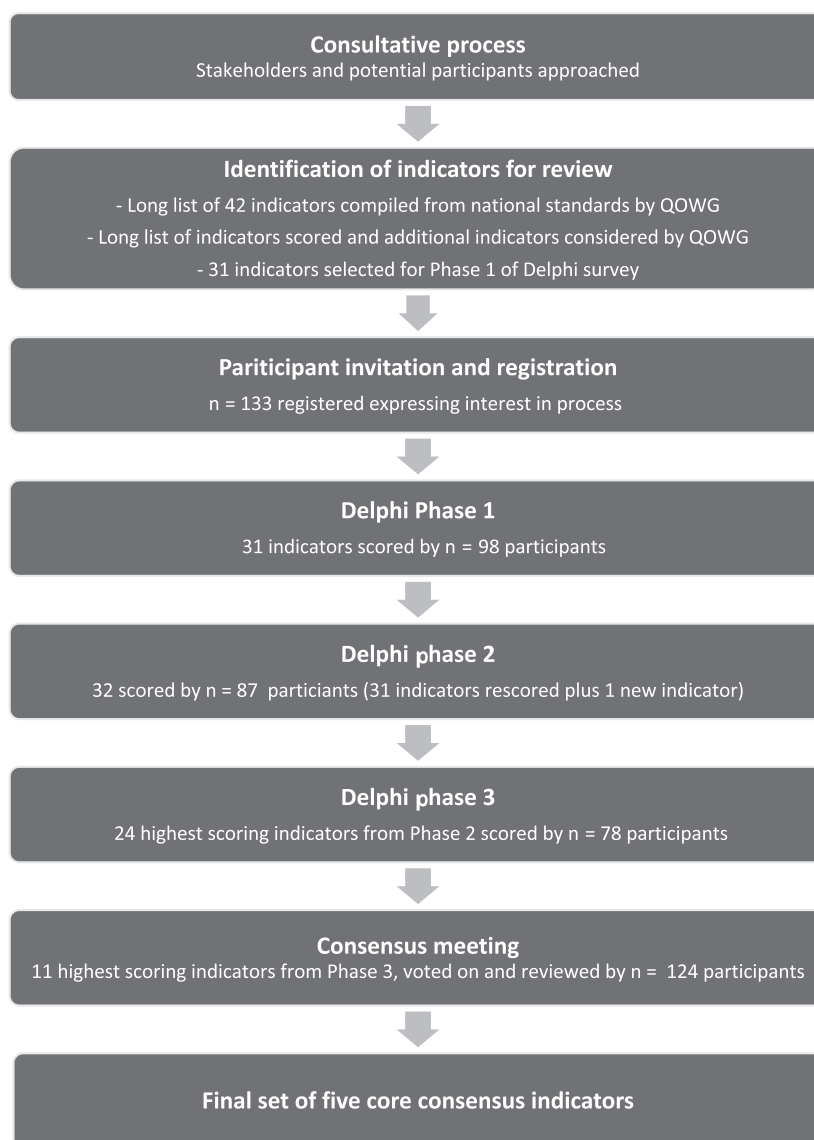 Consultative process
Stakeholders and potential participants approached
Identification of indicators for review
- Long list of 42 indicators compiled from national standards by QOWG
- Long list of indicators scored and additional indicators considered by QOWG
- 31 indicators selected for Phase 1 of Delphi survey
Pariticipant invitation and registration
n = 133 registered expressing interest in process
Delphi Phase 1
31 indicators scored by n = 98 participants
Delphi phase 2
32 scored by n = 87 particiants (31 indicators rescored plus 1 new indicator)
Delphi phase 3
24 highest scoring indicators from Phase 2 scored by n = 78 participants
Consensus meeting
11 highest scoring indicators from Phase 3, voted on and reviewed by n = 124 participants
Final set of five core consensus indicators